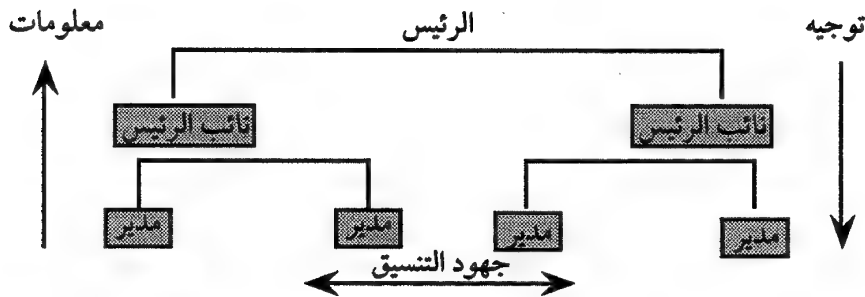 توجيه الرئيس معلومات
نائب الرئيس نائب الرئيس
مدير مدير مدير مدير
جهود التنسيق